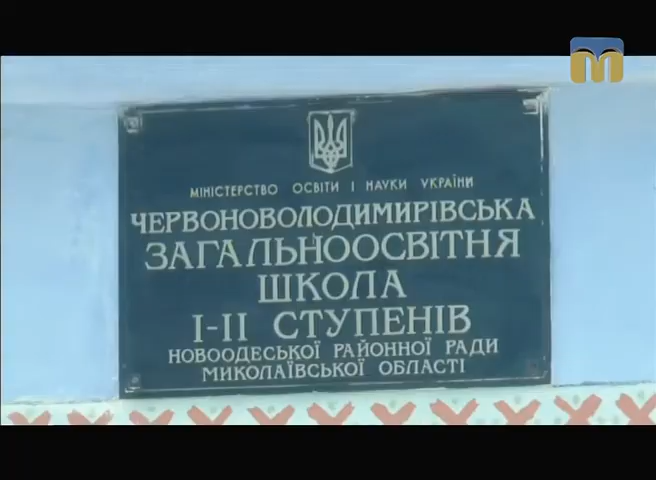 МІНІСТЕРСТВО ОСВІТИ І НАУКИ УКРАЇНИ
ЧЕРВОНОВОЛОДИМИРІВСЬКА
ЗАГАЛЬНООСВІТНЯ
ШКОЛА
І-ІІ СТУПЕНІВ
НОВООДЕСЬКОЇ РАЙОННОЇ РАДИ
МИКОЛАЇВСЬКОЇ ОБЛАСТІ